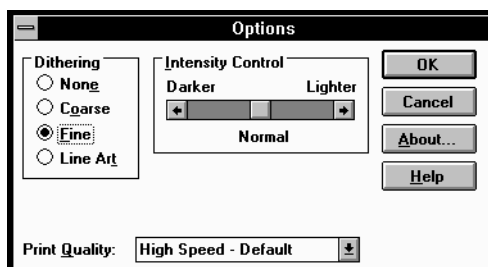 Options
Dithering
None
Coarse
Fine
Line Art
Intensity Control
Darker Lighter
Normal
OK
Cancel
About...
Help
Print Quality: High Speed - Default